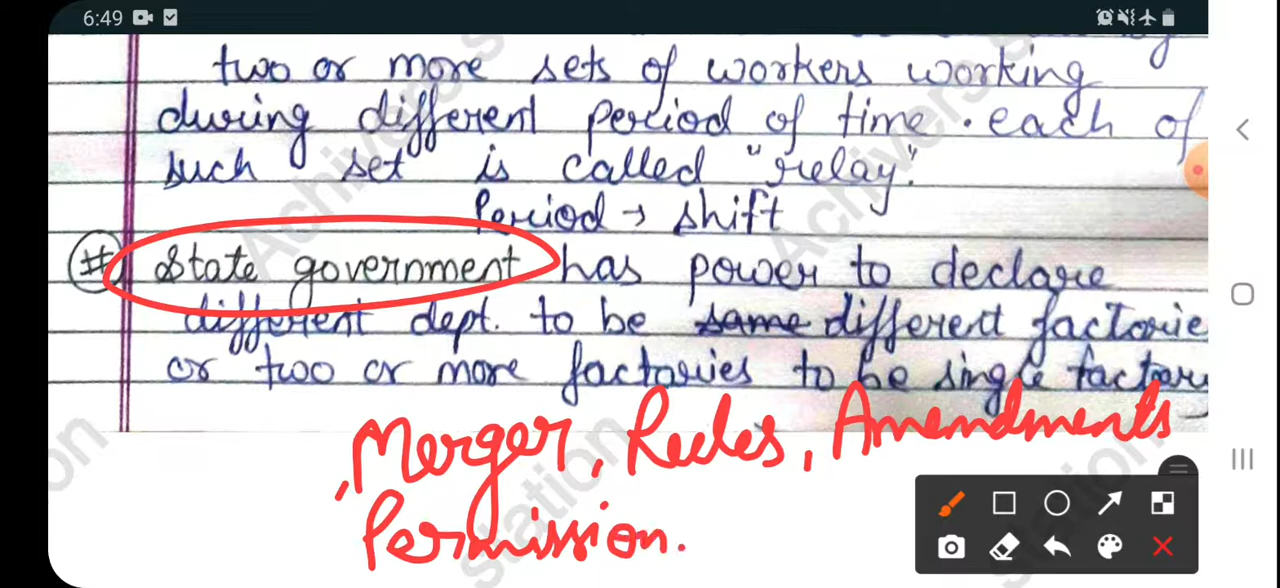 6:49
two or more sets of workers working
during different period of time. each of
such set is called "relay."
Period → shift
# State government has power to declare
different dept. to be same different factorie
or two or more factories to be single factory
, Merger, Rules, Amendments
Permission.